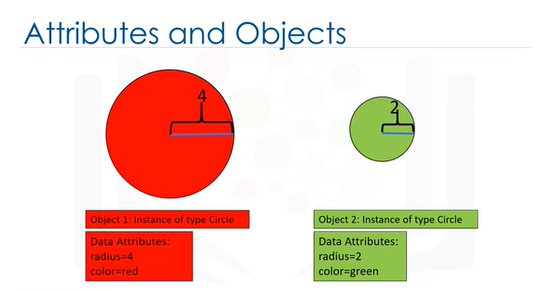 Attributes and Objects
4
2
Object 1: Instance of type Circle
Object 2: Instance of type Circle
Data Attributes:
radius=4
color=red
Data Attributes:
radius=2
color=green